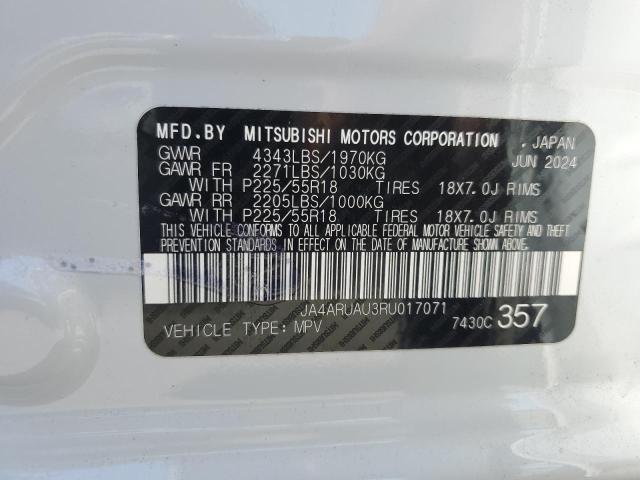 MFD.BY MITSUBISHI MOTORS CORPORATION JAPAN
GVWR 4343LBS/1970KG JUN 2024
GAWR FR 2271LBS/1030KG
WITH P225/55R18 TIRES 18X7.0J RIMS
GAWR RR 2205LBS/1000KG
WITH P225/55R18 TIRES 18X7.0J RIMS
THIS VEHICLE CONFORMS TO ALL APPLICABLE FEDERAL MOTOR VEHICLE SAFETY AND THEFT
PREVENTION STANDARDS IN EFFECT ON THE DATE OF MANUFACTURE SHOWN ABOVE.
JA4ARUAU3RU017071
VEHICLE TYPE: MPV 7430C 357